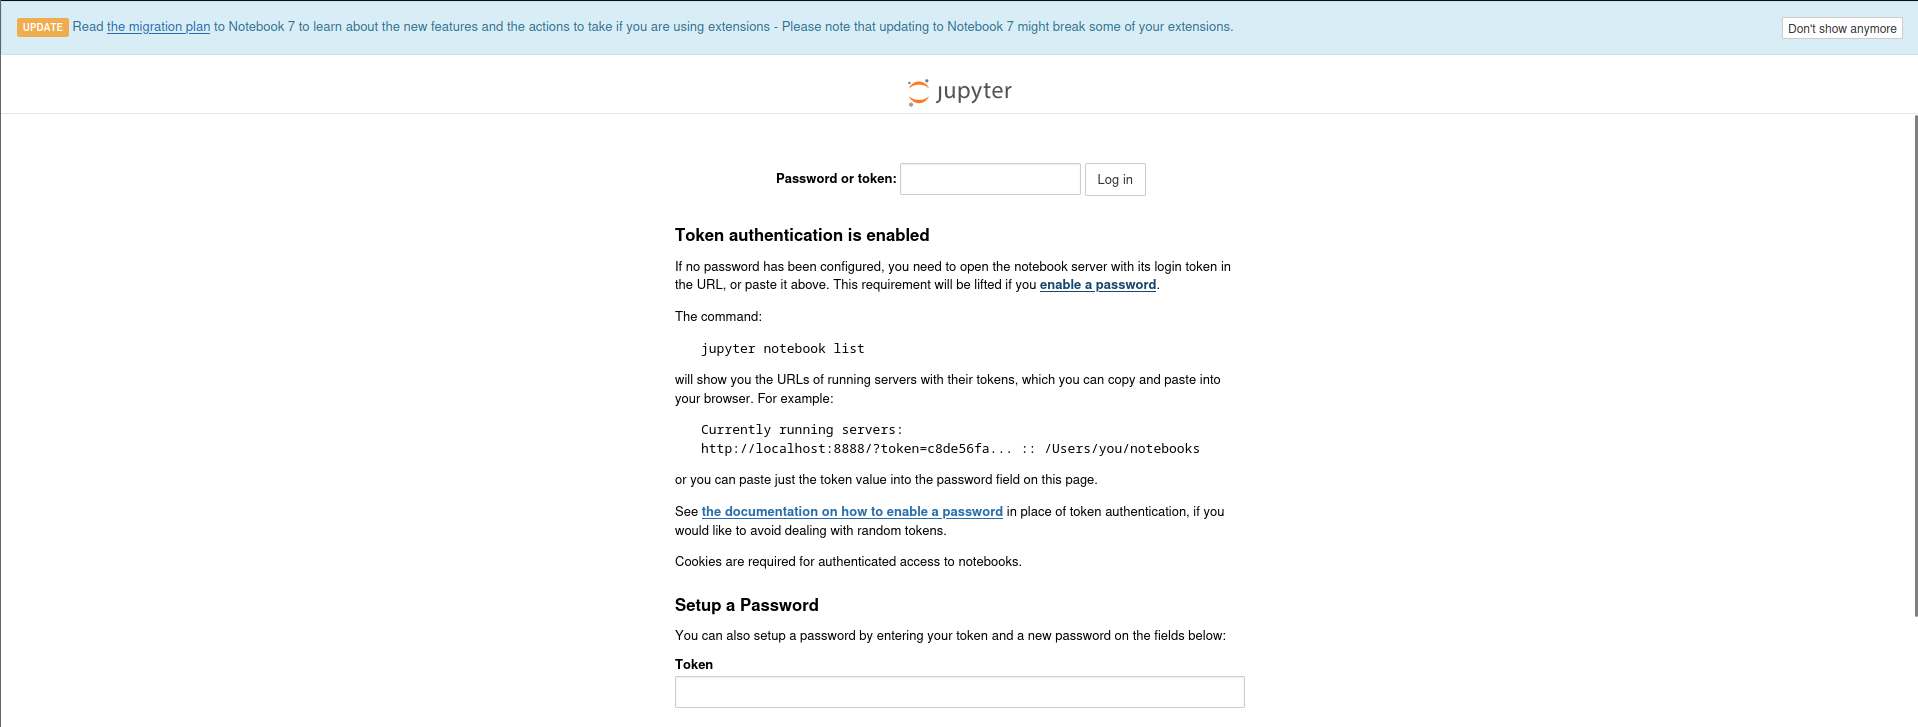 UPDATE Read the migration plan to Notebook 7 to learn about the new features and the actions to take if you are using extensions - Please note that updating to Notebook 7 might break some of your extensions.
Don't show anymore
jupyter
Password or token:
Log in
Token authentication is enabled
If no password has been configured, you need to open the notebook server with its login token in
the URL, or paste it above. This requirement will be lifted if you enable a password.
The command:
jupyter notebook list
will show you the URLs of running servers with their tokens, which you can copy and paste into
your browser. For example:
Currently running servers:
http://localhost:8888/?token=c8de56fa... :: /Users/you/notebooks
or you can paste just the token value into the password field on this page.
See the documentation on how to enable a password in place of token authentication, if you
would like to avoid dealing with random tokens.
Cookies are required for authenticated access to notebooks.
Setup a Password
You can also setup a password by entering your token and a new password on the fields below:
Token